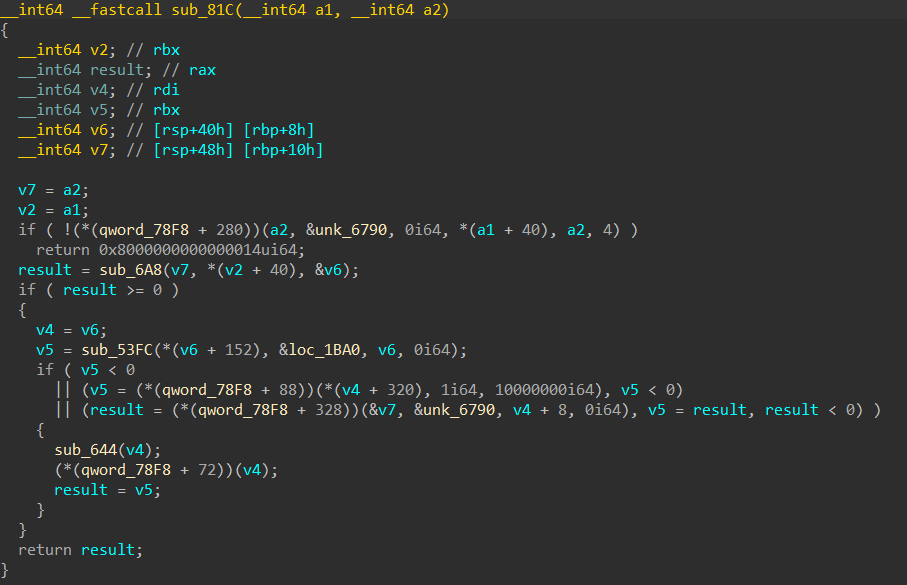 __int64 __fastcall sub_81C(__int64 a1, __int64 a2)
{
  __int64 v2; // rbx
  __int64 result; // rax
  __int64 v4; // rdi
  __int64 v5; // rbx
  __int64 v6; // [rsp+40h] [rbp+8h]
  __int64 v7; // [rsp+48h] [rbp+10h]

  v7 = a2;
  v2 = a1;
  if ( !(*(qword_78F8 + 280))(a2, &unk_6790, 0i64, *(a1 + 40), a2, 4) )
    return 0x8000000000000014ui64;
  result = sub_6A8(v7, *(v2 + 40), &v6);
  if ( result >= 0 )
  {
    v4 = v6;
    v5 = sub_53FC(*(v6 + 152), &loc_1BA0, v6, 0i64);
    if ( v5 < 0
      || (v5 = (*(qword_78F8 + 88))(*(v4 + 320), 1i64, 10000000i64), v5 < 0)
      || (result = (*(qword_78F8 + 328))(&v7, &unk_6790, v4 + 8, 0i64), v5 = result, result < 0) )
    {
      sub_644(v4);
      (*(qword_78F8 + 72))(v4);
      result = v5;
    }
  }
  return result;
}